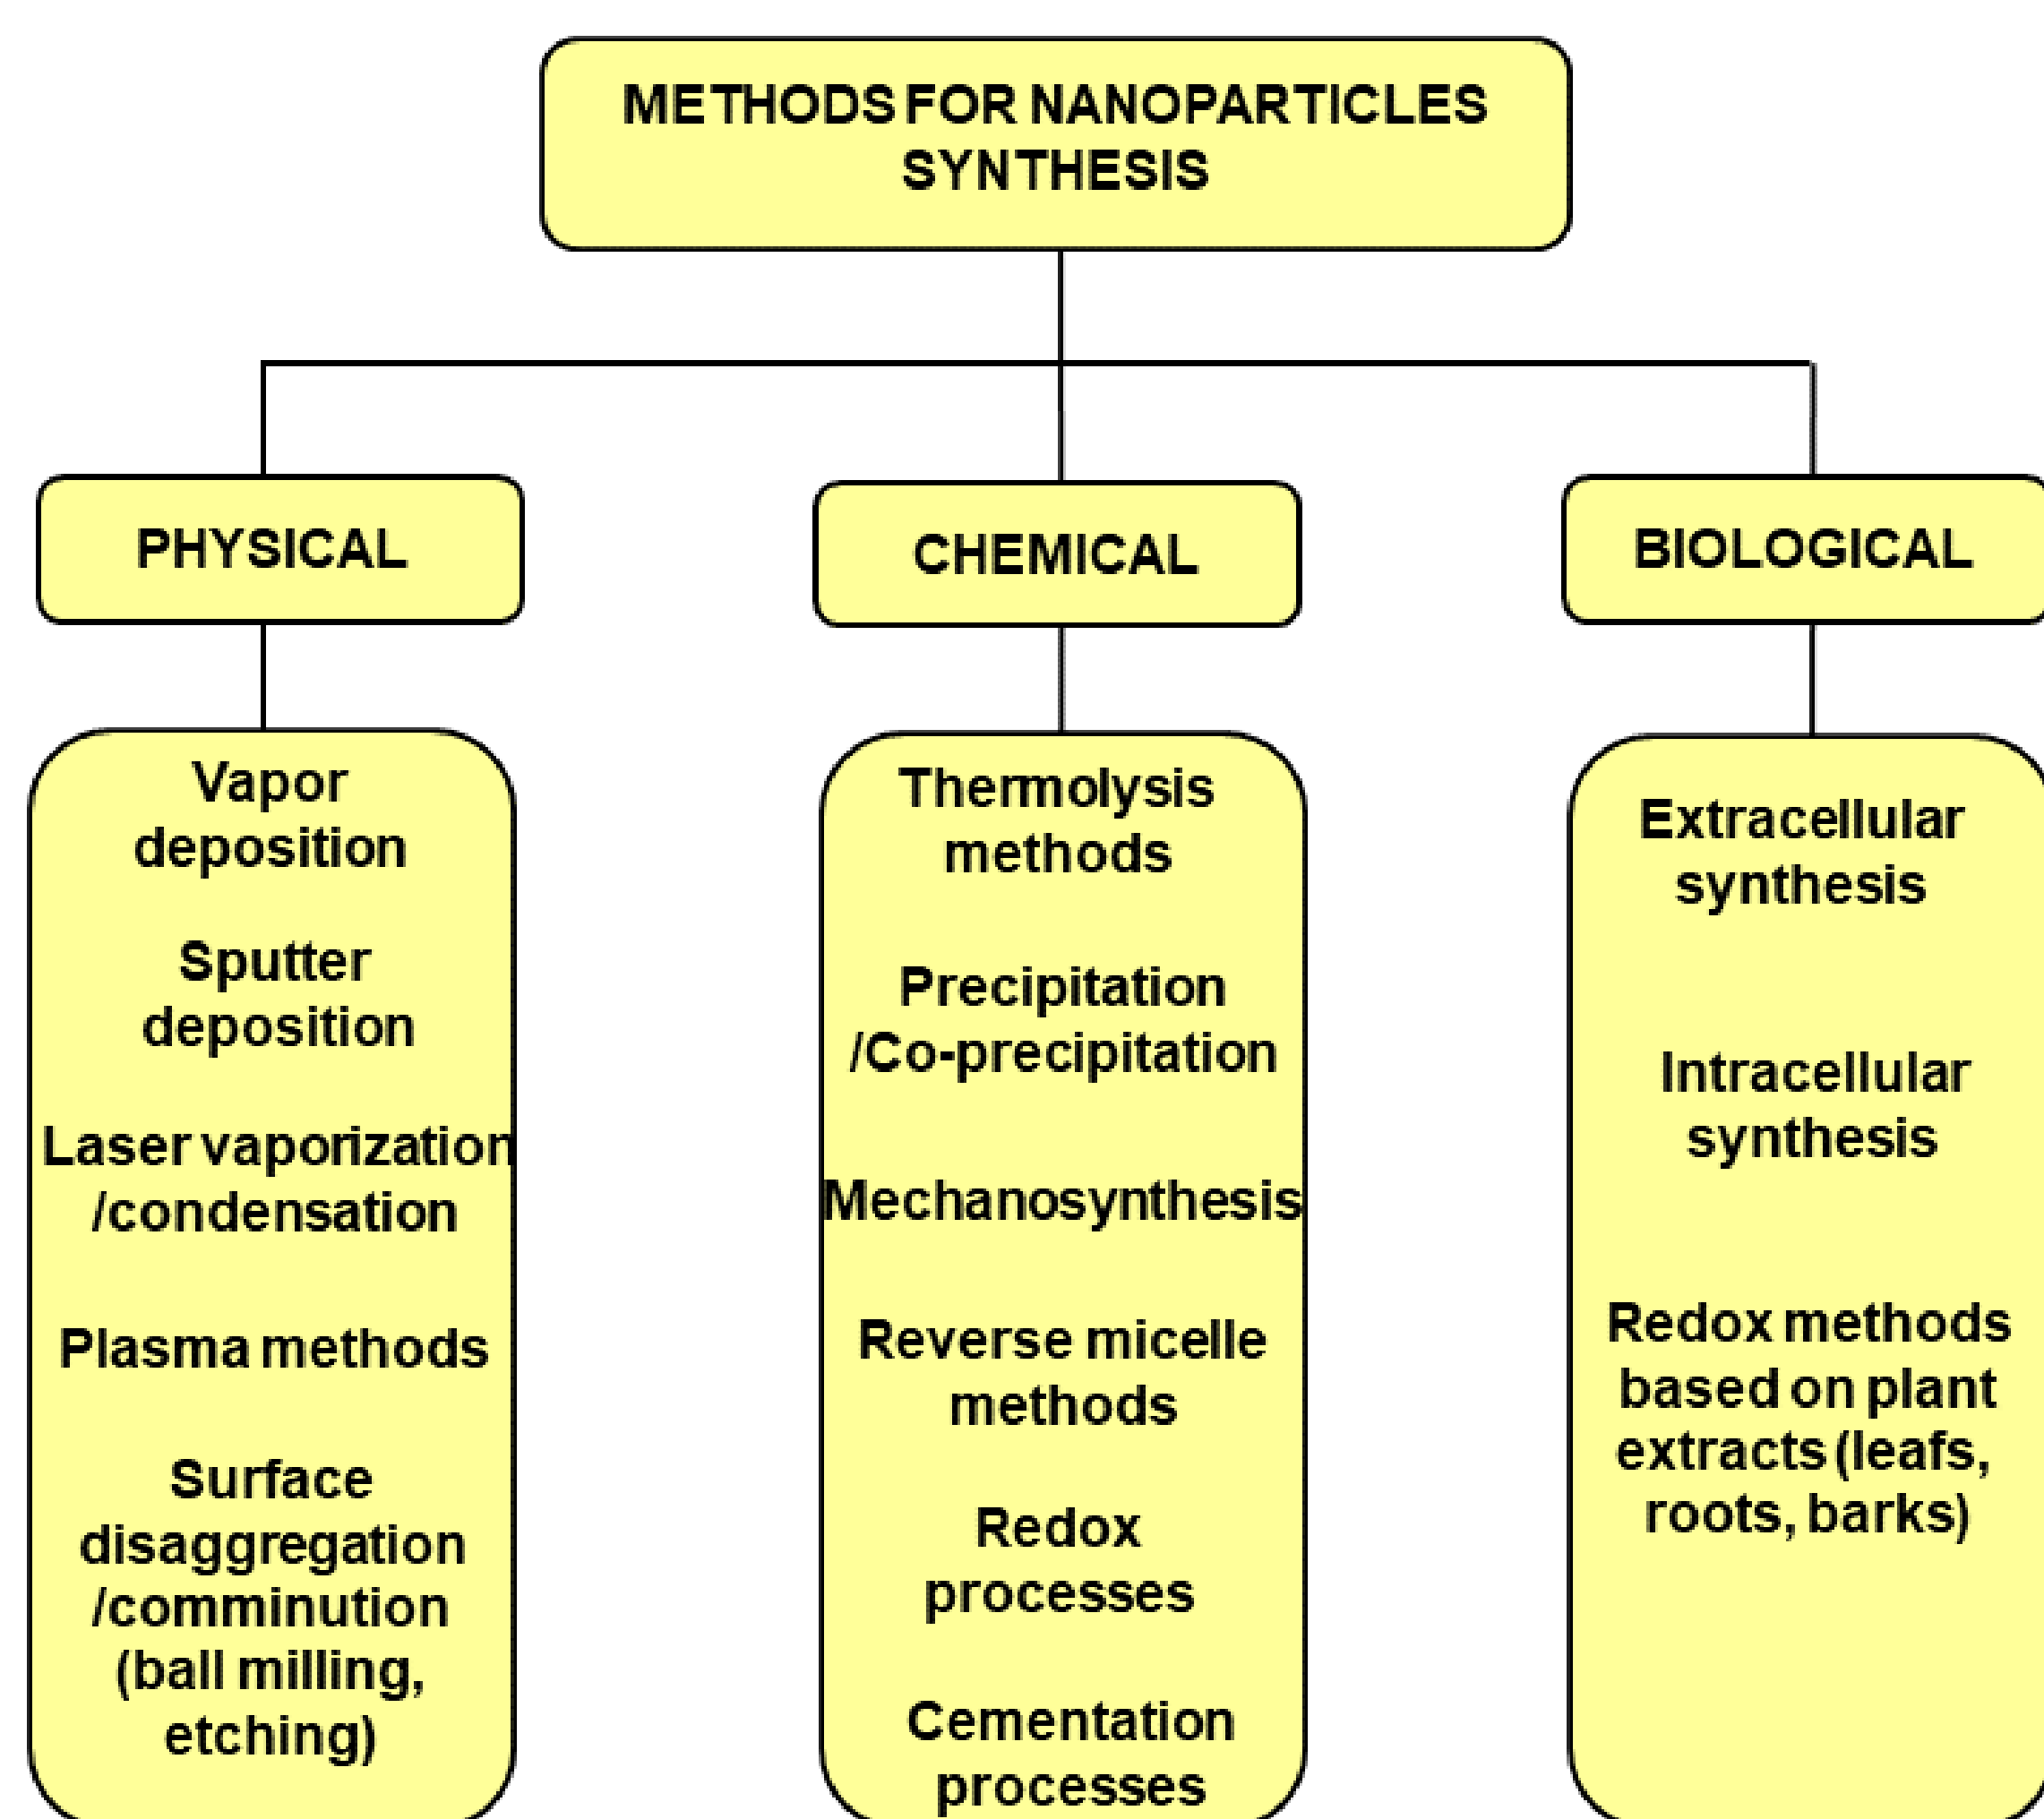 METHODS FOR NANOPARTICLES
SYNTHESIS
PHYSICAL
CHEMICAL
BIOLOGICAL
Vapor
deposition
Sputter
deposition
Laser vaporization
/condensation
Plasma methods
Surface
disaggregation
/comminution
(ball milling,
etching)
Thermolysis
methods
Precipitation
/Co-precipitation
Mechanosynthesis
Reverse micelle
methods
Redox
processes
Cementation
processes
Extracellular
synthesis
Intracellular
synthesis
Redox methods
based on plant
extracts (leafs,
roots, barks)